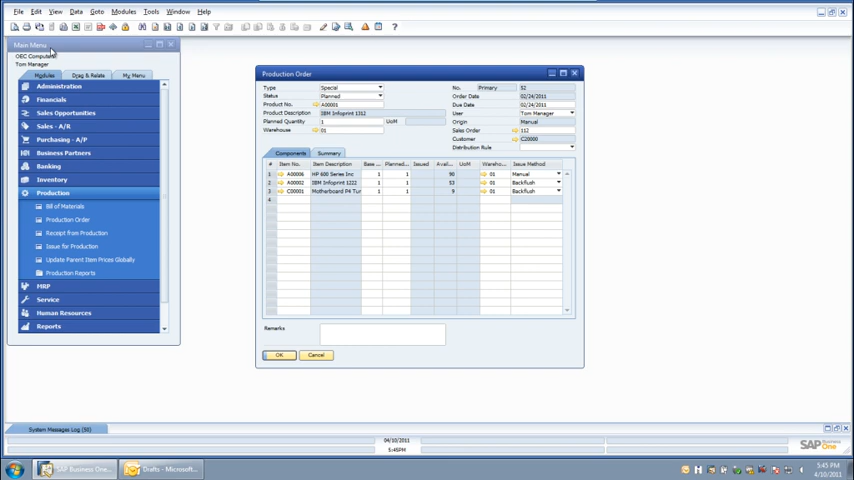 File Edit View Data Goto Modules Tools Window Help
Main Menu
OEC Computers
Tom Manager
Modules Drag & Relate My Menu
Administration
Financials
Sales Opportunities
Sales - A/R
Purchasing - A/P
Business Partners
Banking
Inventory
Production
Bill of Materials
Production Order
Receipt from Production
Issue for Production
Update Parent Item Prices Globally
Production Reports
MRP
Service
Human Resources
Reports
Production Order
Type Special No. Primary 52
Status Planned Order Date 02/24/2011
Product No. A00001 Due Date 02/24/2011
Product Description IBM Infoprint 1312 User Tom Manager
Planned Quantity 1 UoM Origin Manual
Warehouse 01 Sales Order 112
Customer C20000
Distribution Rule
Components Summary
# Item No. Item Description Base ... Planned... Issued Avail... UoM Wareho... Issue Method
1 A00006 HP 600 Series Inc 1 1 90 01 Manual
2 A00002 IBM Infoprint 1222 1 1 53 01 Backflush
3 C00001 Motherboard P4 Tur 1 1 9 01 Backflush
4
Remarks
OK Cancel
System Messages Log (30)
04/10/2011
5:45PM
SAP Business One
SAP Business One... Drafts - Microsoft...
5:45 PM
4/10/2011